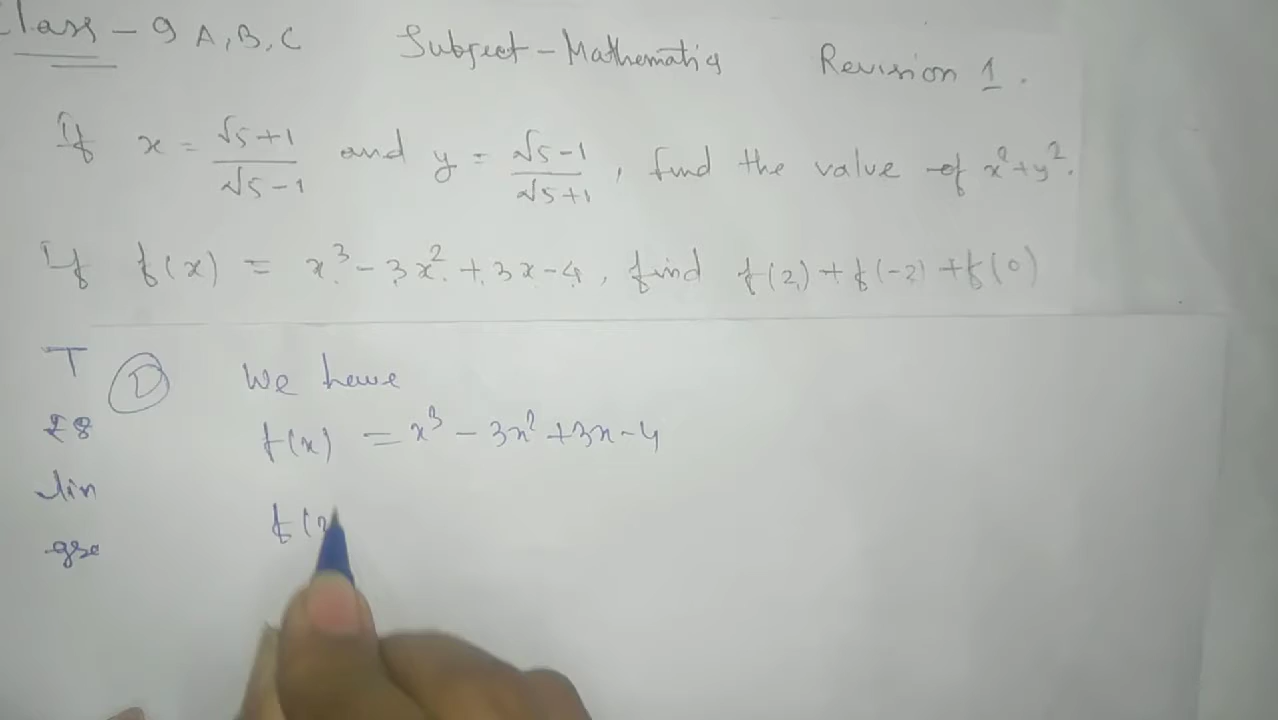 Class - 9 A, B, C Subject - Mathematics Revision 1.
If x = √5+1/√5-1 and y = √5-1/√5+1, find the value of x²+y².
If f(x) = x³ - 3x² + 3x - 4, find f(2) + f(-2) + f(0)
We have
f(x) = x³ - 3x² + 3x - 4
f(2